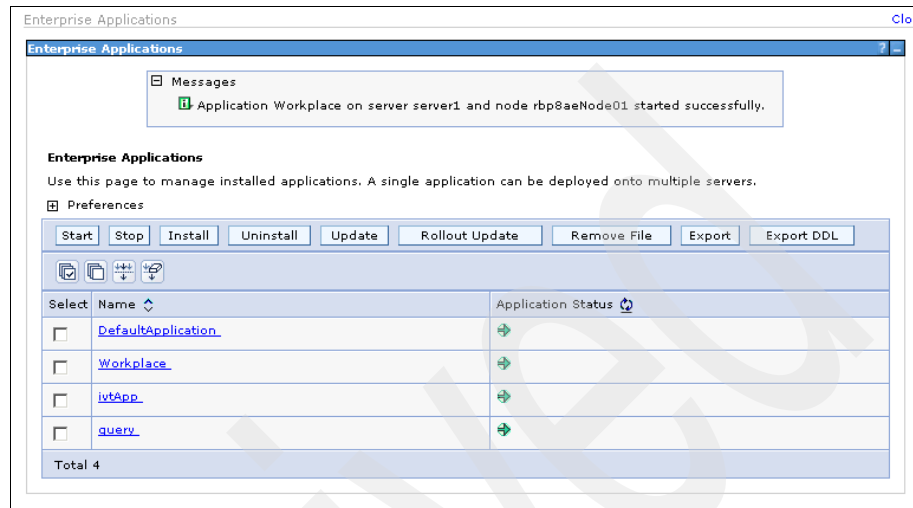 Enterprise Applications Clo
Enterprise Applications ? _
Messages
Application Workplace on server server1 and node rbp8aeNode01 started successfully.
Enterprise Applications
Use this page to manage installed applications. A single application can be deployed onto multiple servers.
Preferences
Start Stop Install Uninstall Update Rollout Update Remove File Export Export DDL
Select Name Application Status
DefaultApplication
Workplace
ivtApp
query
Total 4